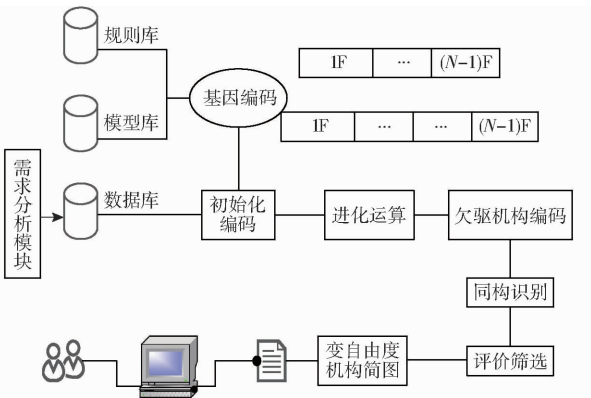 规则库
1F ... (N-1)F
基因编码
模型库
1F ... ... (N-1)F
需求分析模块
数据库
初始化
编码
进化运算
欠驱机构编码
同构识别
变自由度
机构简图
评价筛选